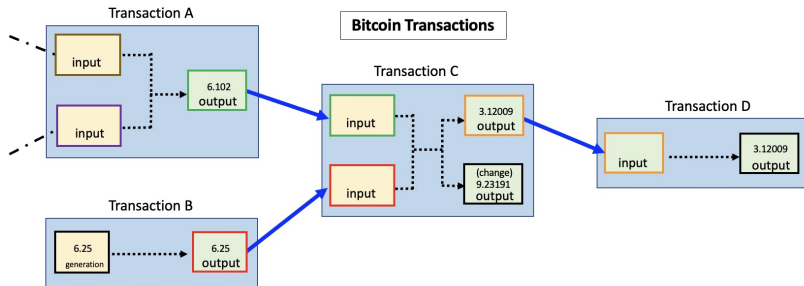 Bitcoin Transactions
Transaction A
input
input
6.102
output
Transaction B
6.25
generation
6.25
output
Transaction C
input
input
3.12009
output
(change)
9.23191
output
Transaction D
input
3.12009
output